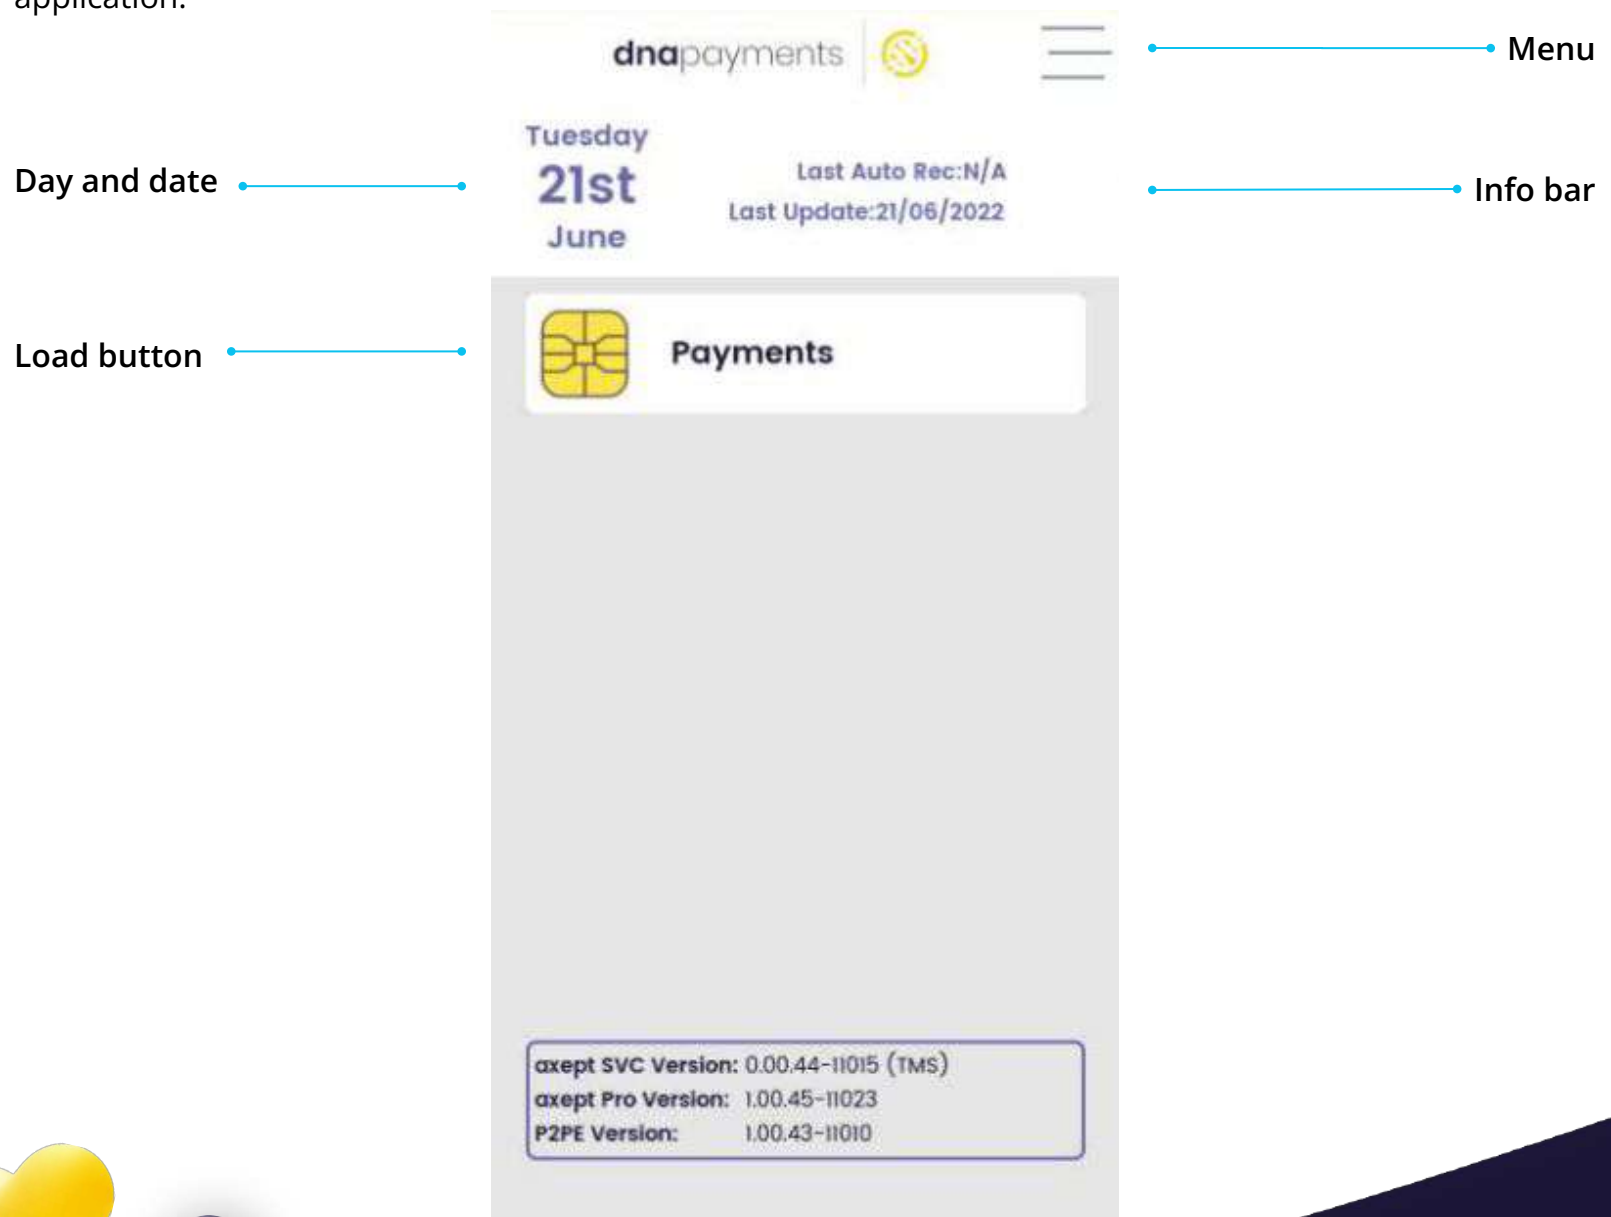 application.
dnapayments
Menu
Tuesday
21st
June
Last Auto Rec:N/A
Last Update:21/06/2022
Day and date
Info bar
Load button
Payments
axept SVC Version: 0.00.44-11015 (TMS)
axept Pro Version: 1.00.45-11023
P2PE Version: 1.00.43-11010